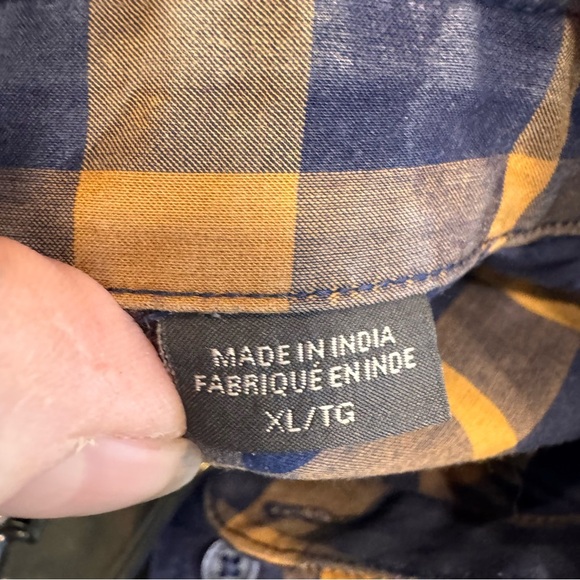 MADE IN INDIA
FABRIQUÉ EN INDE
XL/TG